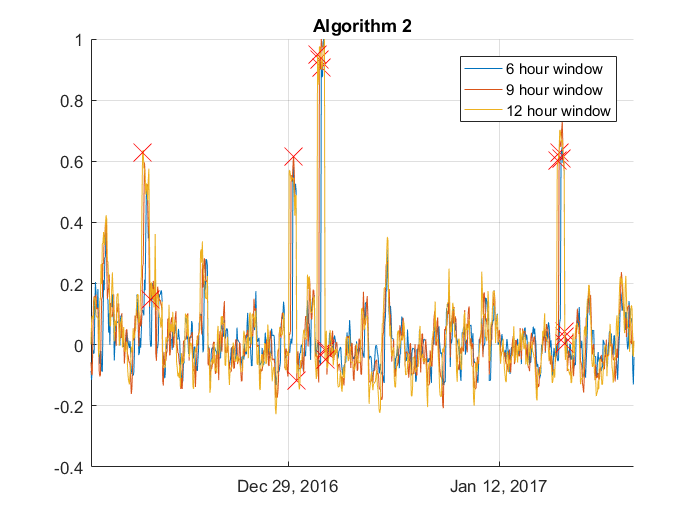 Algorithm 2
1
0.8
0.6
0.4
0.2
0
-0.2
-0.4
6 hour window
9 hour window
12 hour window
Dec 29, 2016
Jan 12, 2017